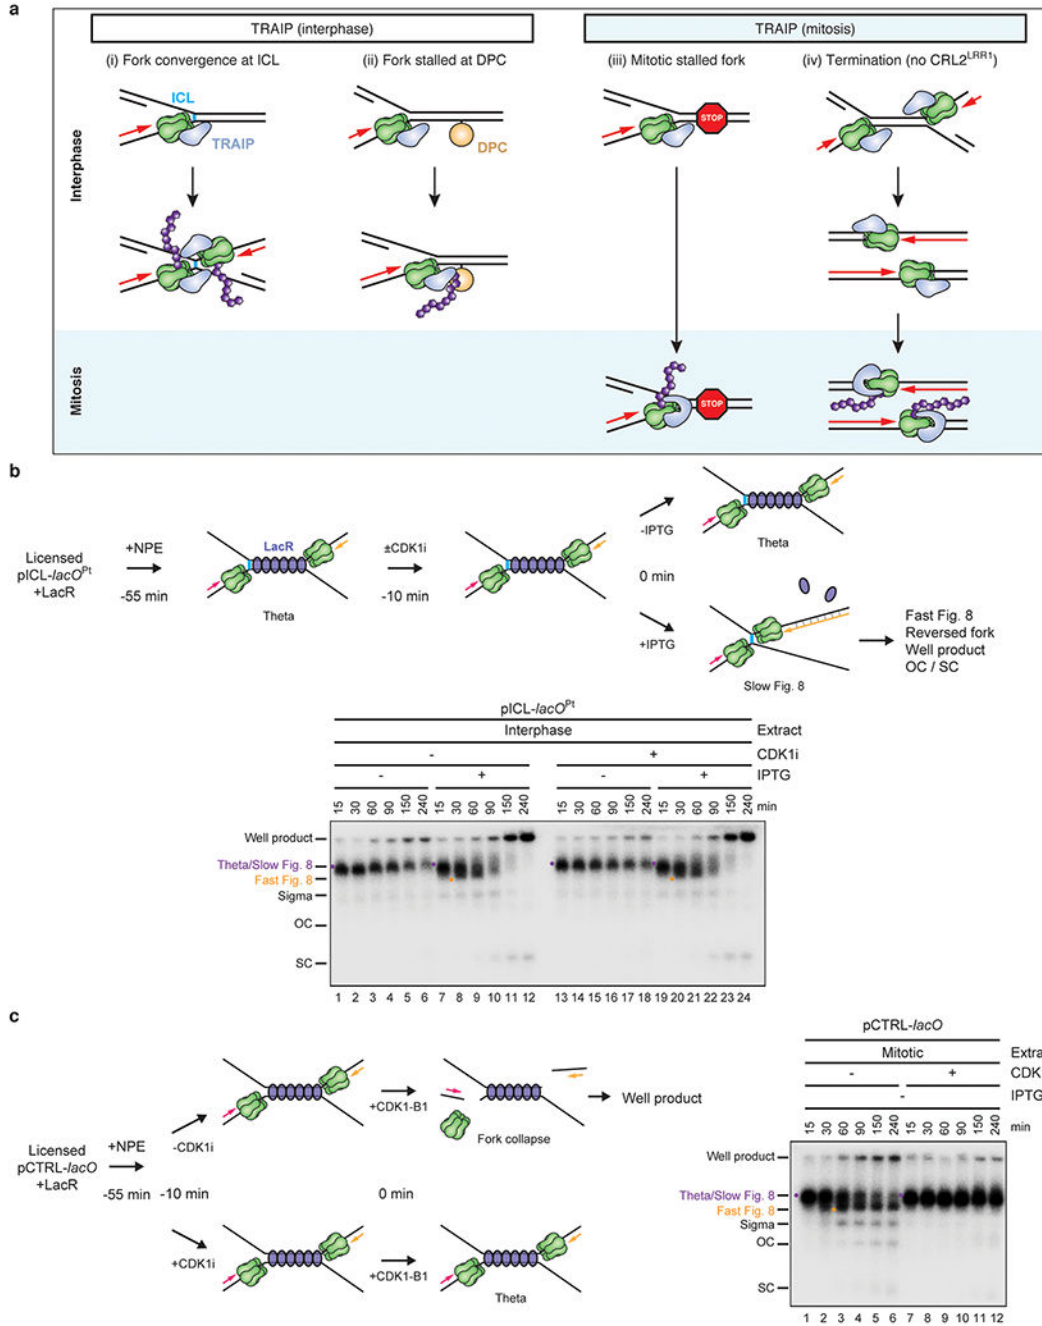 a
TRAIP (interphase)
TRAIP (mitosis)
(i) Fork convergence at ICL
(ii) Fork stalled at DPC
(iii) Mitotic stalled fork
(iv) Termination (no CRL2^LRR1)
Interphase
ICL
TRAIP
DPC
STOP
Mitosis
STOP
b
Licensed
pICL-lacO^Pt
+LacR
+NPE
-55 min
LacR
Theta
±CDK1i
-10 min
-IPTG
0 min
+IPTG
Theta
Slow Fig. 8
Fast Fig. 8
Reversed fork
Well product
OC / SC
pICL-lacO^Pt
Interphase Extract
- + CDK1i
- + - + IPTG
15 30 60 90 150 240 15 30 60 90 150 240 15 30 60 90 150 240 15 30 60 90 150 240 min
Well product
Theta/Slow Fig. 8
Fast Fig. 8
Sigma
OC
SC
1 2 3 4 5 6 7 8 9 10 11 12 13 14 15 16 17 18 19 20 21 22 23 24
c
Licensed
pCTRL-lacO
+LacR
+NPE
-55 min
-CDK1i
-10 min
+CDK1i
+CDK1-B1
Fork collapse
Well product
0 min
+CDK1-B1
Theta
pCTRL-lacO
Mitotic Extra
- + CDK
- IPTG
15 30 60 90 150 240 15 30 60 90 150 240 min
Well product
Theta/Slow Fig. 8
Fast Fig. 8
Sigma
OC
SC
1 2 3 4 5 6 7 8 9 10 11 12